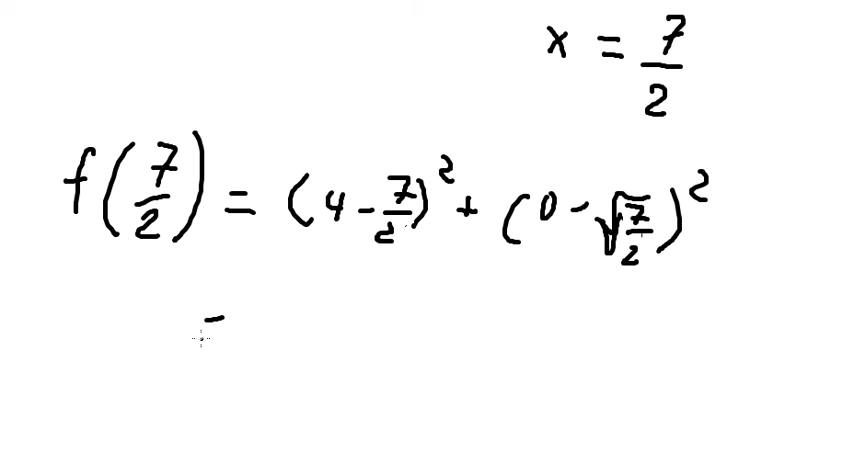 x = 7/2
f(7/2) = (4 - 7/2)² + (0 - √7/2)²
-